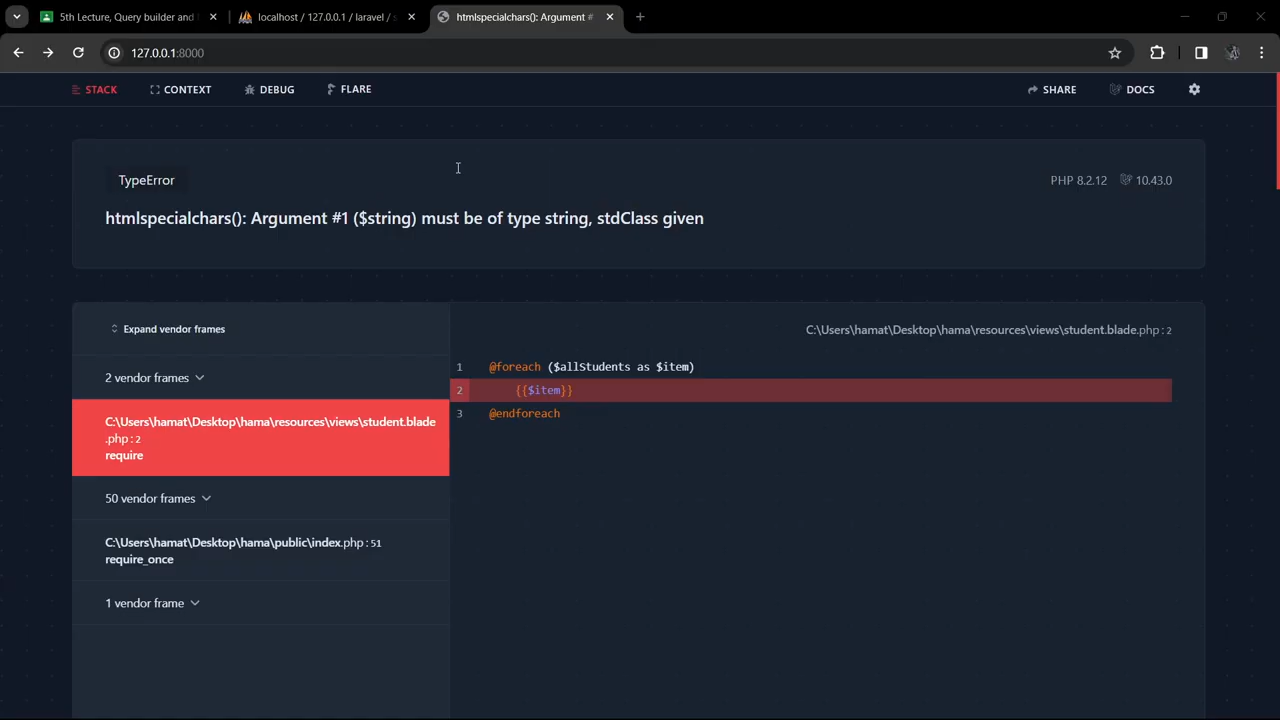 5th Lecture, Query builder and
localhost / 127.0.0.1 / laravel / s
htmlspecialchars(): Argument #
127.0.0.1:8000
STACK
CONTEXT
DEBUG
FLARE
SHARE
DOCS
TypeError
PHP 8.2.12
10.43.0
htmlspecialchars(): Argument #1 ($string) must be of type string, stdClass given
Expand vendor frames
2 vendor frames
C:\Users\hamat\Desktop\hama\resources\views\student.blade
.php : 2
require
50 vendor frames
C:\Users\hamat\Desktop\hama\public\index.php : 51
require_once
1 vendor frame
C:\Users\hamat\Desktop\hama\resources\views\student.blade.php : 2
1 @foreach ($allStudents as $item)
2 {{$item}}
3 @endforeach